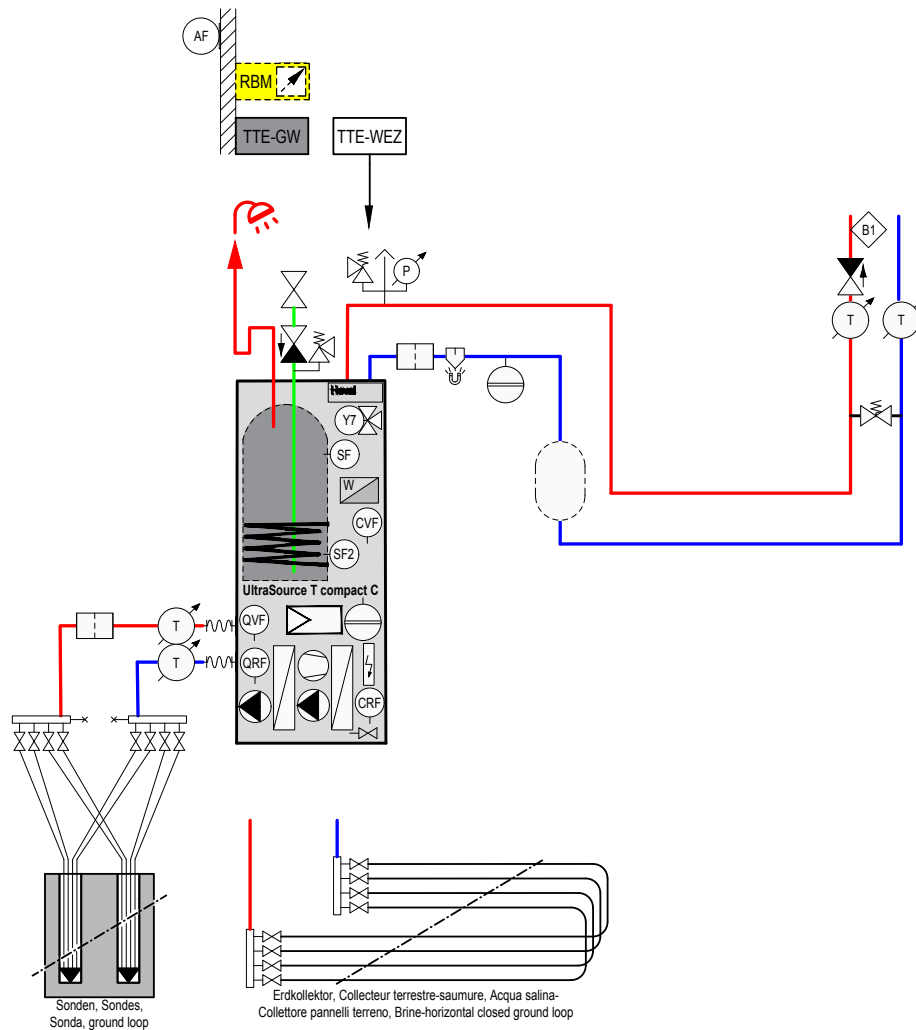 AF
RBM
TTE-GW
TTE-WEZ
P
B1
T
T
Hoval
Y7
SF
W
CVF
SF2
UltraSource T compact C
T
QVF
T
QRF
CRF
Sonden, Sondes,
Sonda, ground loop
Erdkollektor, Collecteur terrestre-saumure, Acqua salina-
Collettore pannelli terreno, Brine-horizontal closed ground loop